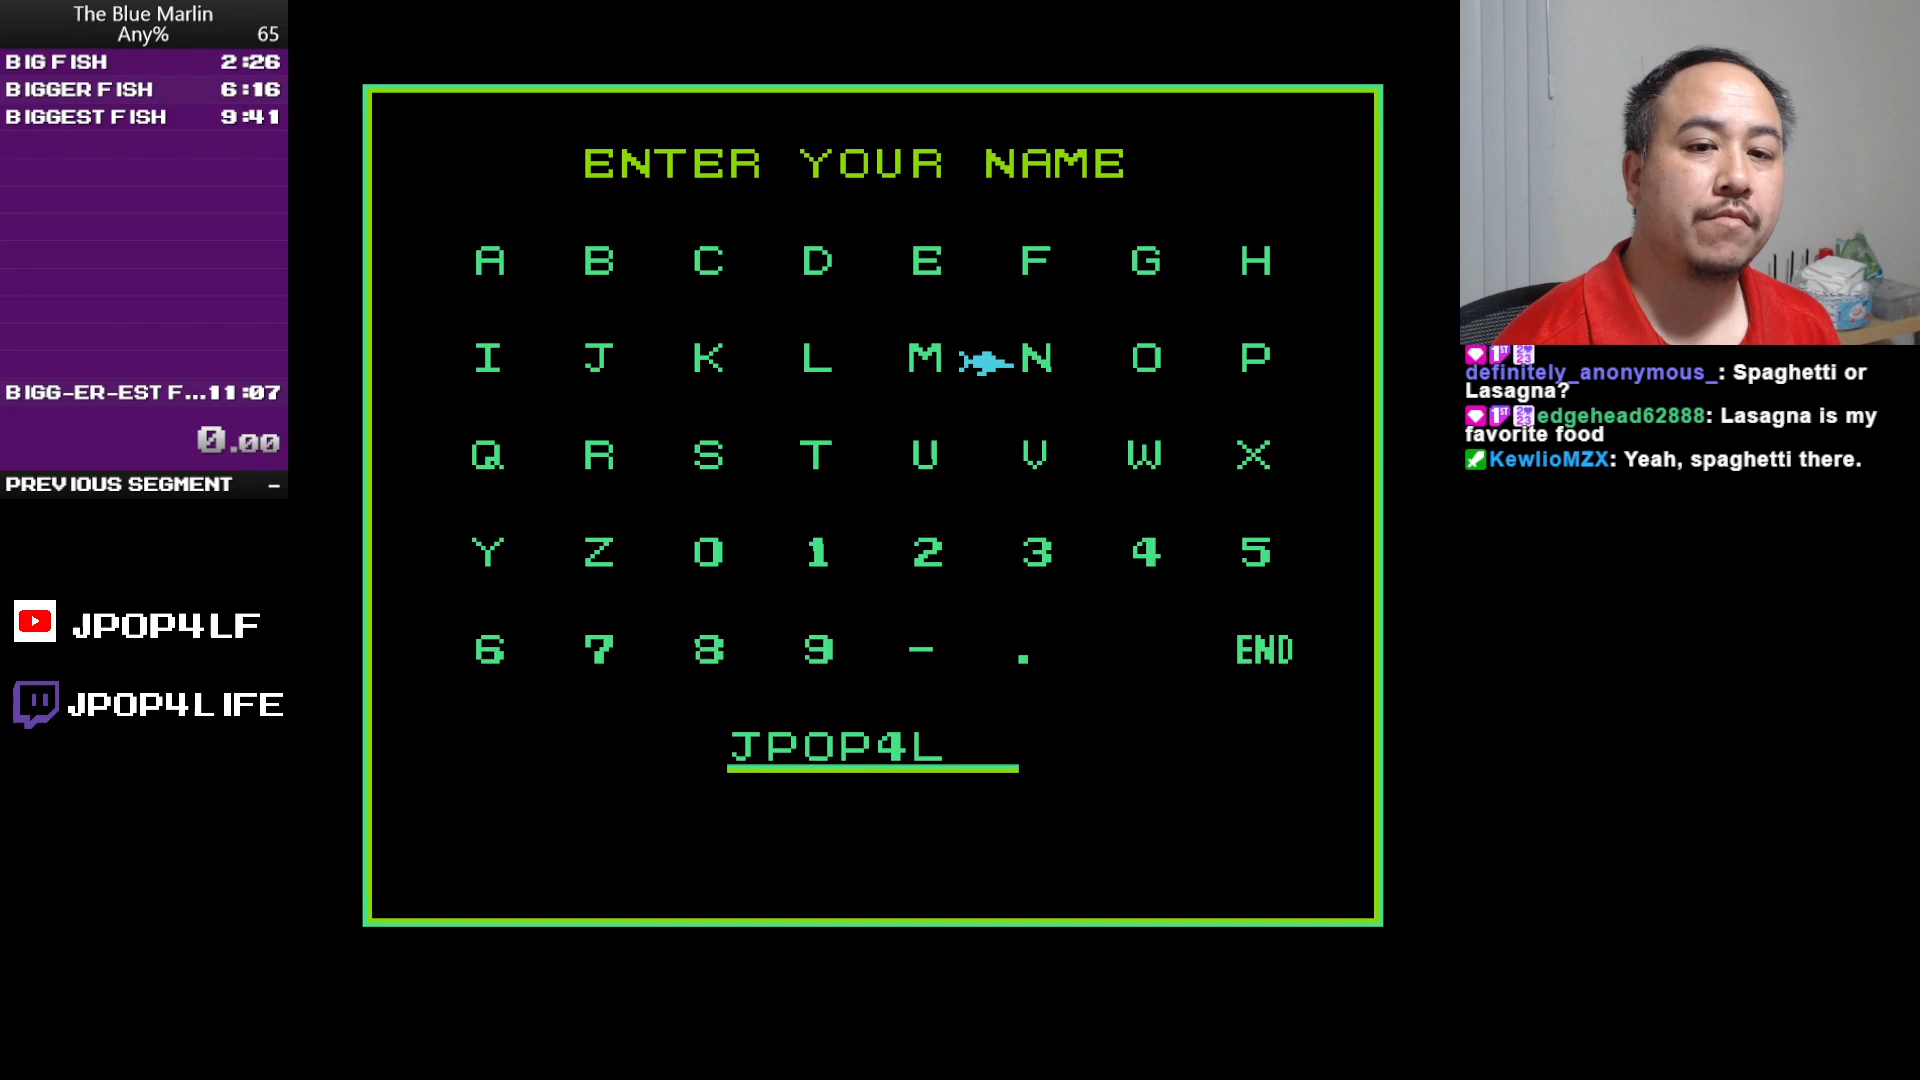 The Blue Marlin
Any% 65
BIG FISH 2:26
BIGGER FISH 6:16
BIGGEST FISH 9:41
BIGG-ER-EST F...11:07
0.00
PREVIOUS SEGMENT -
JPOP4LF
JPOP4LIFE
ENTER YOUR NAME
A B C D E F G H
I J K L M N O P
Q R S T U V W X
Y Z 0 1 2 3 4 5
6 7 8 9 - . END
JPOP4L
definitely_anonymous_: Spaghetti or
Lasagna?
edgehead62888: Lasagna is my
favorite food
KewlioMZX: Yeah, spaghetti there.